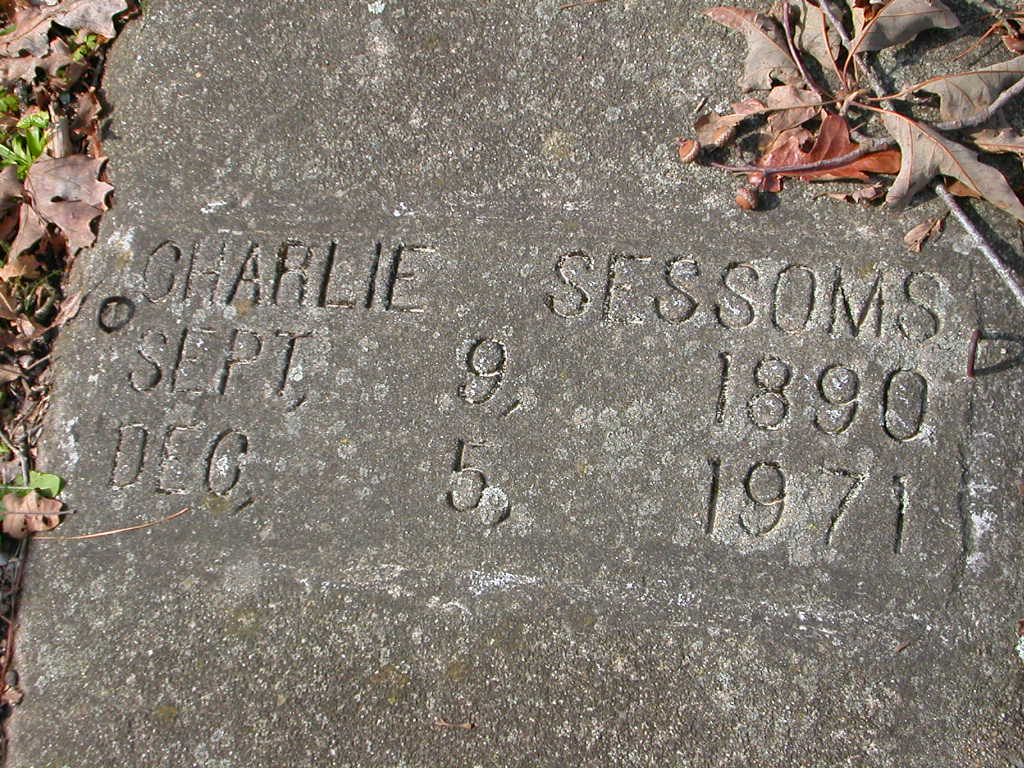 CHARLIE SESSOMS
SEPT, 9, 1890
DEC, 5, 1971